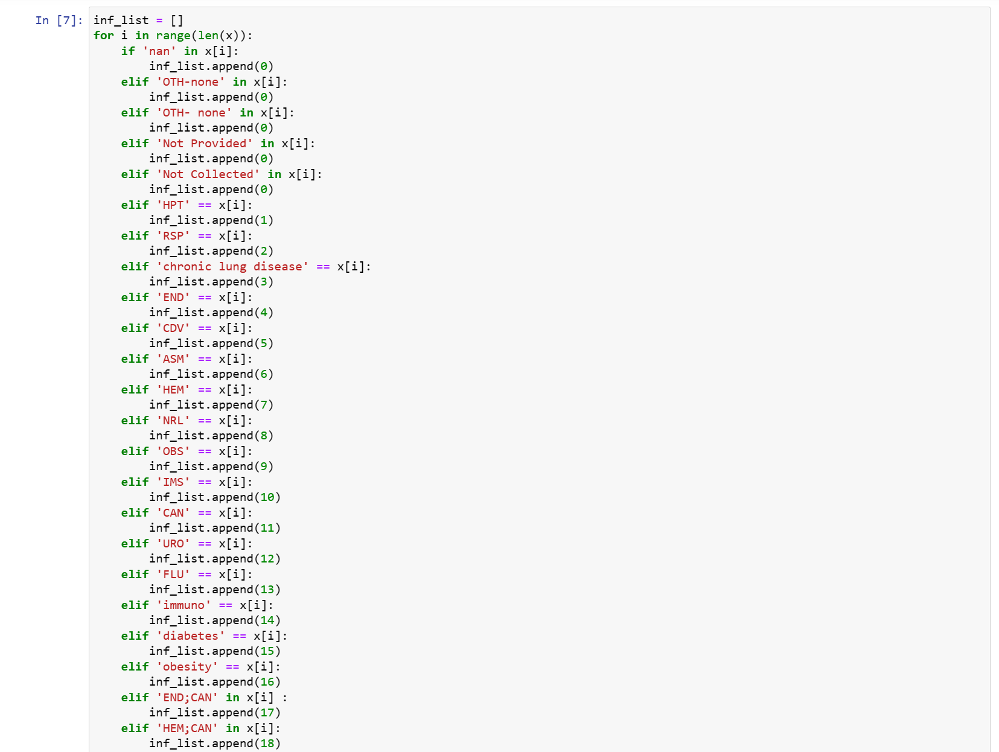 In [7]: inf_list = []
for i in range(len(x)):
    if 'nan' in x[i]:
        inf_list.append(0)
    elif 'OTH-none' in x[i]:
        inf_list.append(0)
    elif 'OTH- none' in x[i]:
        inf_list.append(0)
    elif 'Not Provided' in x[i]:
        inf_list.append(0)
    elif 'Not Collected' in x[i]:
        inf_list.append(0)
    elif 'HPT' == x[i]:
        inf_list.append(1)
    elif 'RSP' == x[i]:
        inf_list.append(2)
    elif 'chronic lung disease' == x[i]:
        inf_list.append(3)
    elif 'END' == x[i]:
        inf_list.append(4)
    elif 'CDV' == x[i]:
        inf_list.append(5)
    elif 'ASM' == x[i]:
        inf_list.append(6)
    elif 'HEM' == x[i]:
        inf_list.append(7)
    elif 'NRL' == x[i]:
        inf_list.append(8)
    elif 'OBS' == x[i]:
        inf_list.append(9)
    elif 'IMS' == x[i]:
        inf_list.append(10)
    elif 'CAN' == x[i]:
        inf_list.append(11)
    elif 'URO' == x[i]:
        inf_list.append(12)
    elif 'FLU' == x[i]:
        inf_list.append(13)
    elif 'immuno' == x[i]:
        inf_list.append(14)
    elif 'diabetes' == x[i]:
        inf_list.append(15)
    elif 'obesity' == x[i]:
        inf_list.append(16)
    elif 'END;CAN' in x[i] :
        inf_list.append(17)
    elif 'HEM;CAN' in x[i]:
        inf_list.append(18)